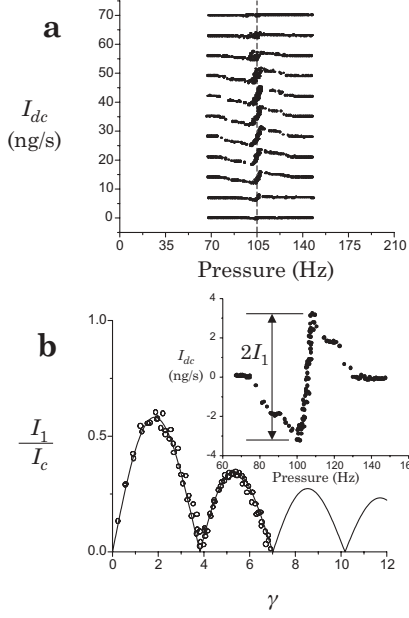 a
70
60
50
40
30
20
10
0
I_dc
(ng/s)
0 35 70 105 140 175 210
Pressure (Hz)
b
1.0
0.5
0.0
I_1
I_c
0 2 4 6 8 10 12
γ
4
2
0
-2
-4
I_dc
(ng/s)
2I_1
60 80 100 120 140 16
Pressure (Hz)